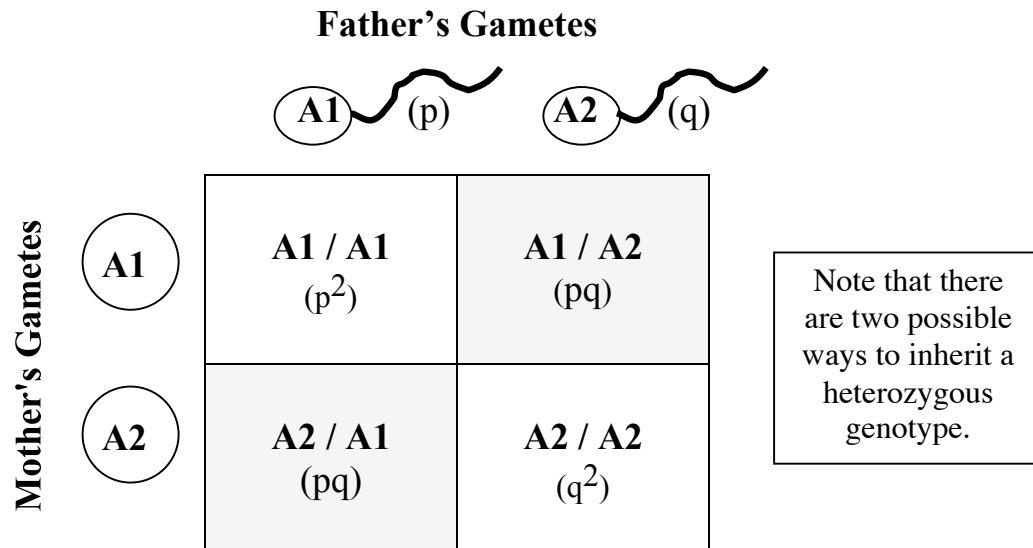 Father’s Gametes
A1 (p) A2 (q)
Mother's Gametes
A1
A1 / A1
(p²)
A1 / A2
(pq)
A2
A2 / A1
(pq)
A2 / A2
(q²)
Note that there
are two possible
ways to inherit a
heterozygous
genotype.